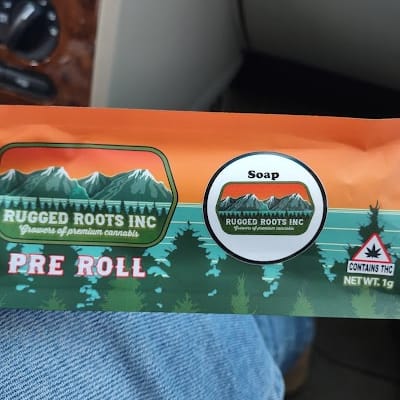 RUGGED ROOTS INC
Growers of premium cannabis
PRE ROLL
Soap
RUGGED ROOTS INC
Growers of premium cannabis
CONTAINS THC
NET WT. 1g